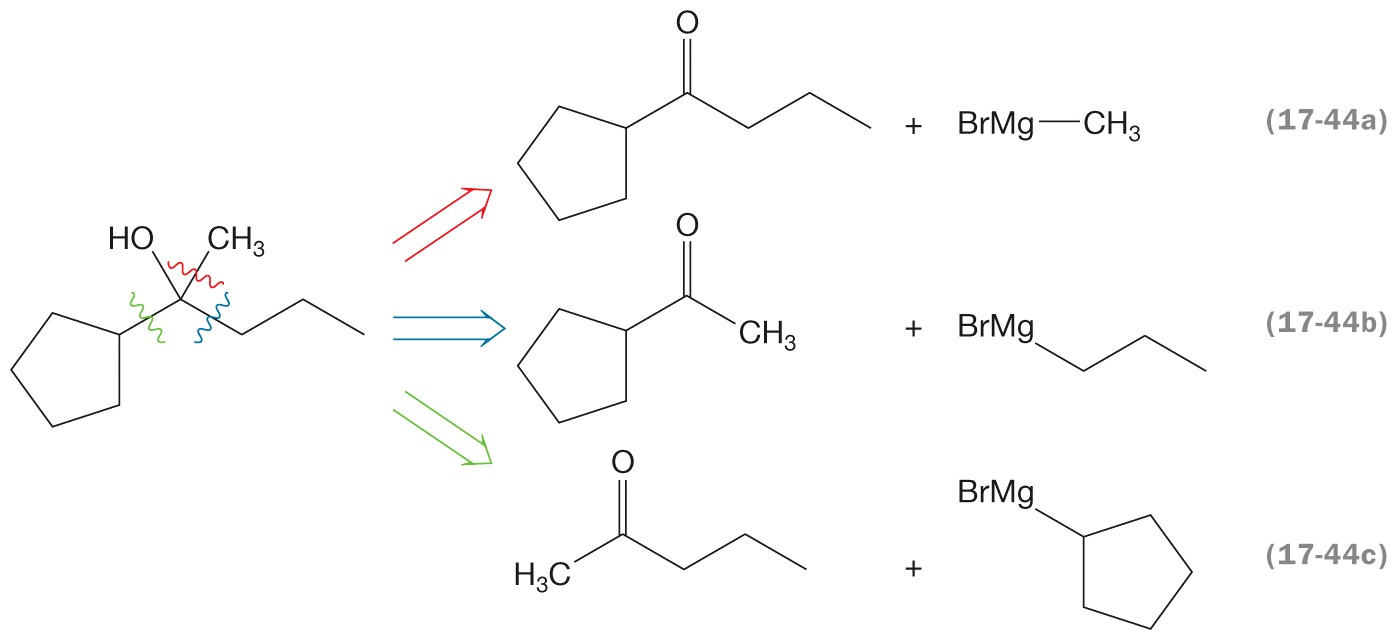 O
+ BrMg—CH₃ (17-44a)
HO CH₃
O
CH₃ + BrMg (17-44b)
O
H₃C + BrMg (17-44c)